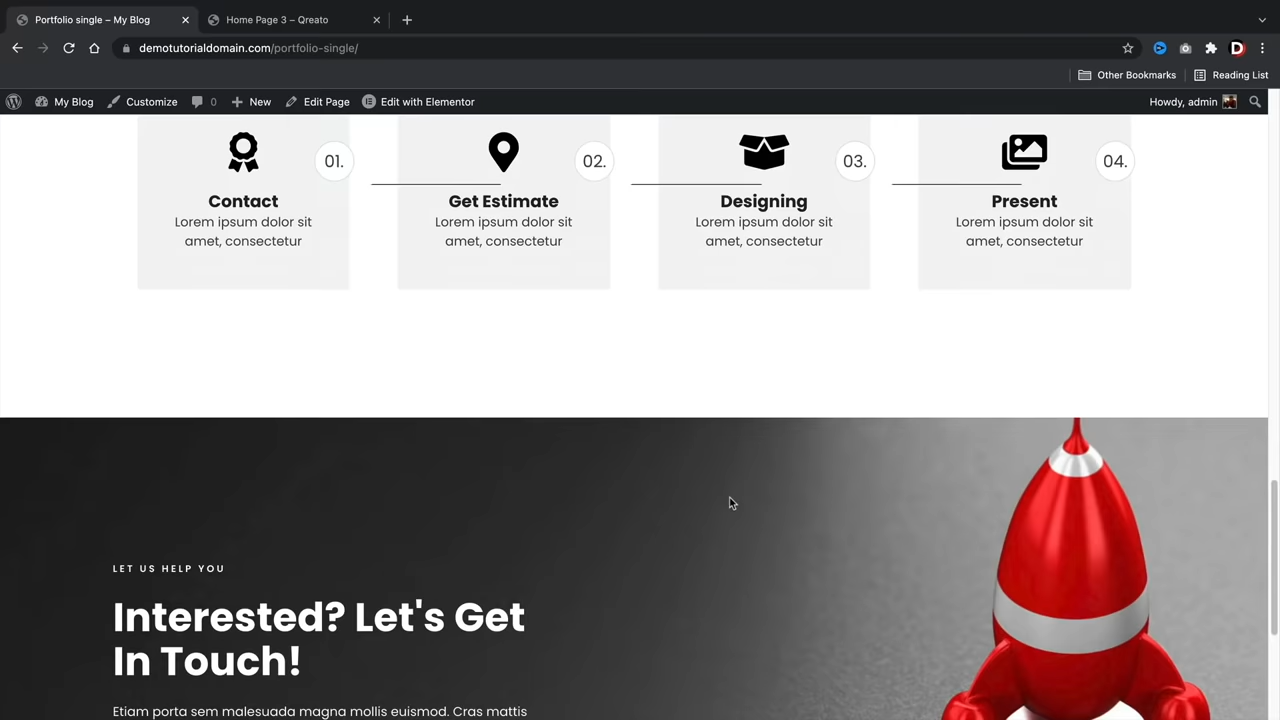 Portfolio single – My Blog
Home Page 3 – Qreato
demotutorialdomain.com/portfolio-single/
D
Other Bookmarks
Reading List
My Blog
Customize
0
New
Edit Page
Edit with Elementor
Howdy, admin
01.
02.
03.
04.
Contact
Lorem ipsum dolor sit
amet, consectetur
Get Estimate
Lorem ipsum dolor sit
amet, consectetur
Designing
Lorem ipsum dolor sit
amet, consectetur
Present
Lorem ipsum dolor sit
amet, consectetur
LET US HELP YOU
Interested? Let's Get
In Touch!
Etiam porta sem malesuada magna mollis euismod. Cras mattis